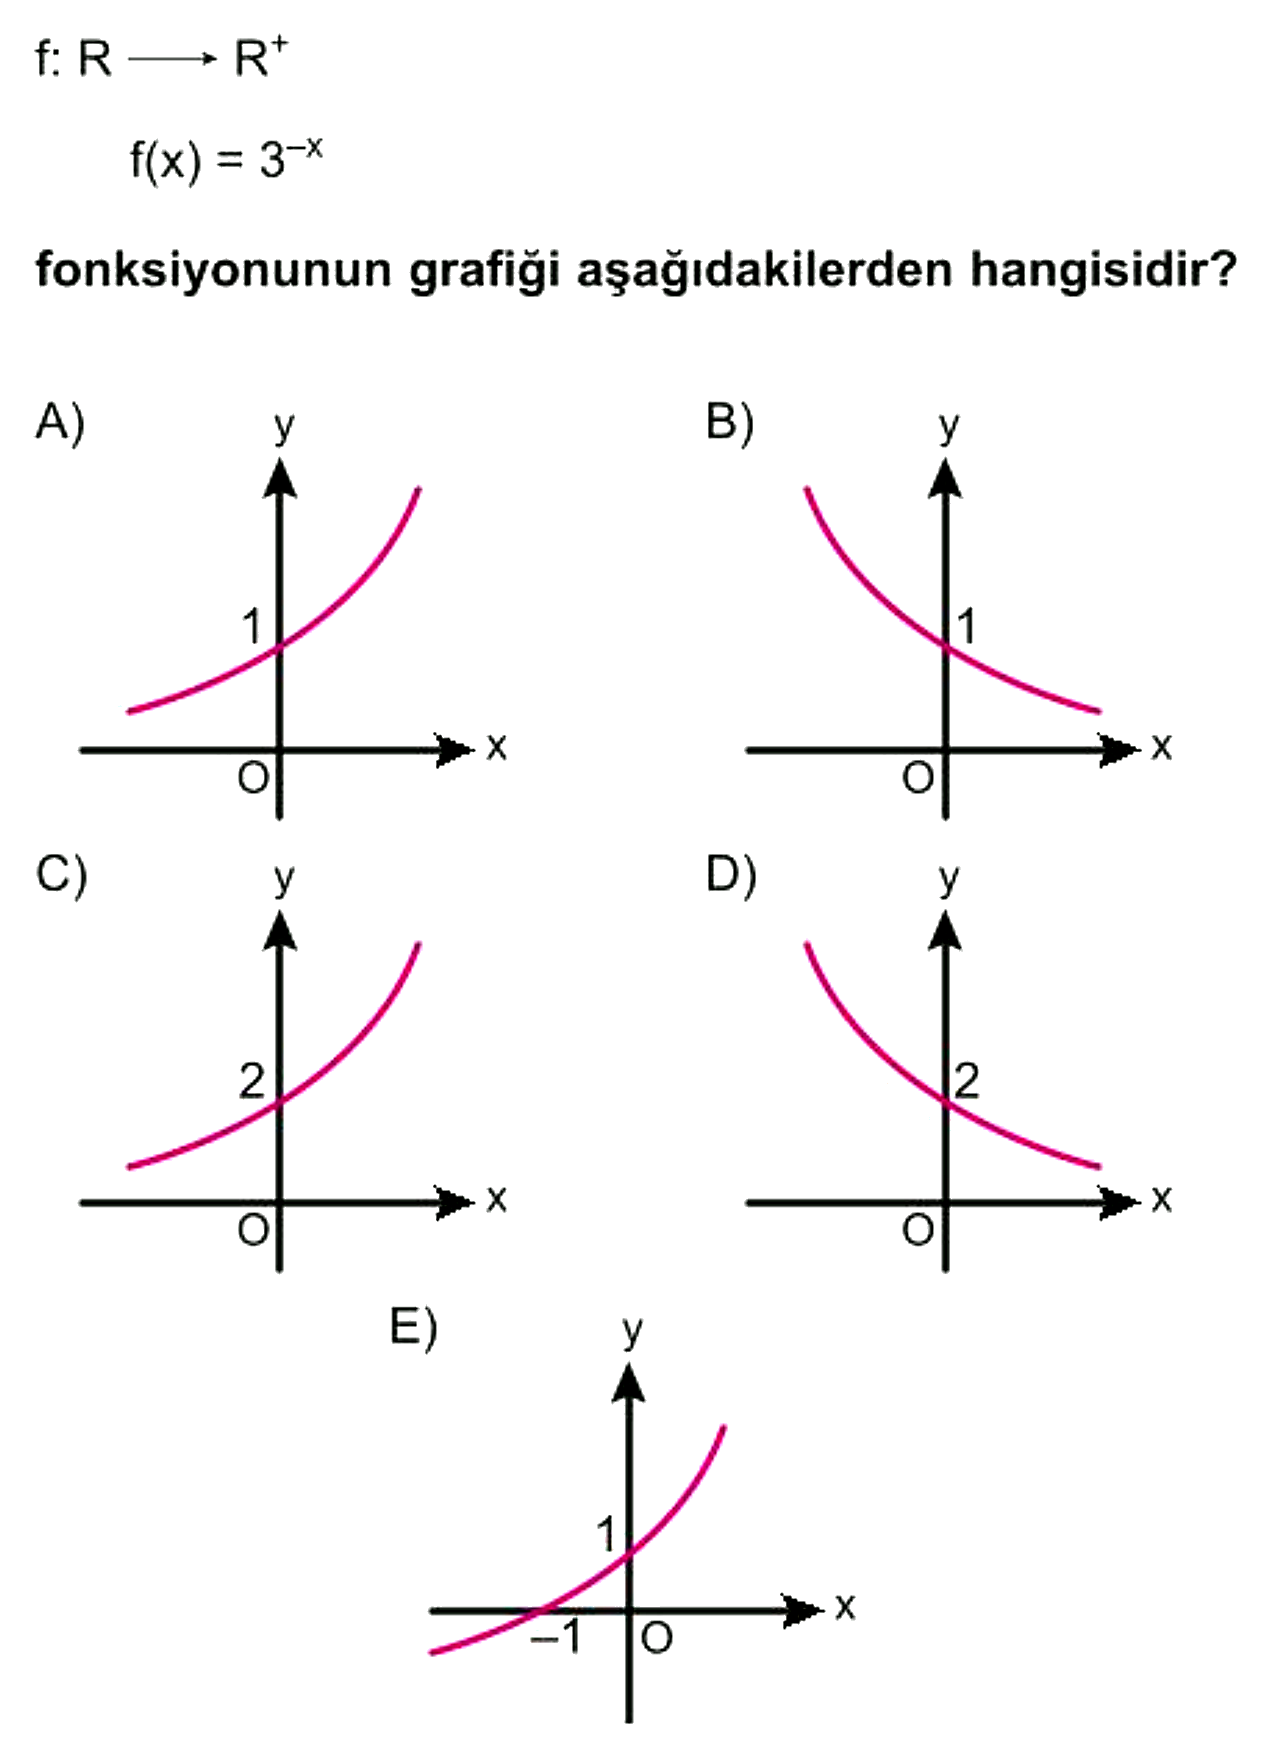 f: R ⟶ R⁺
f(x) = 3⁻ˣ
fonksiyonunun grafiği aşağıdakilerden hangisidir?
A)
y
1
O
x
B)
y
1
O
x
C)
y
2
O
x
D)
y
2
O
x
E)
y
1
–1
O
x